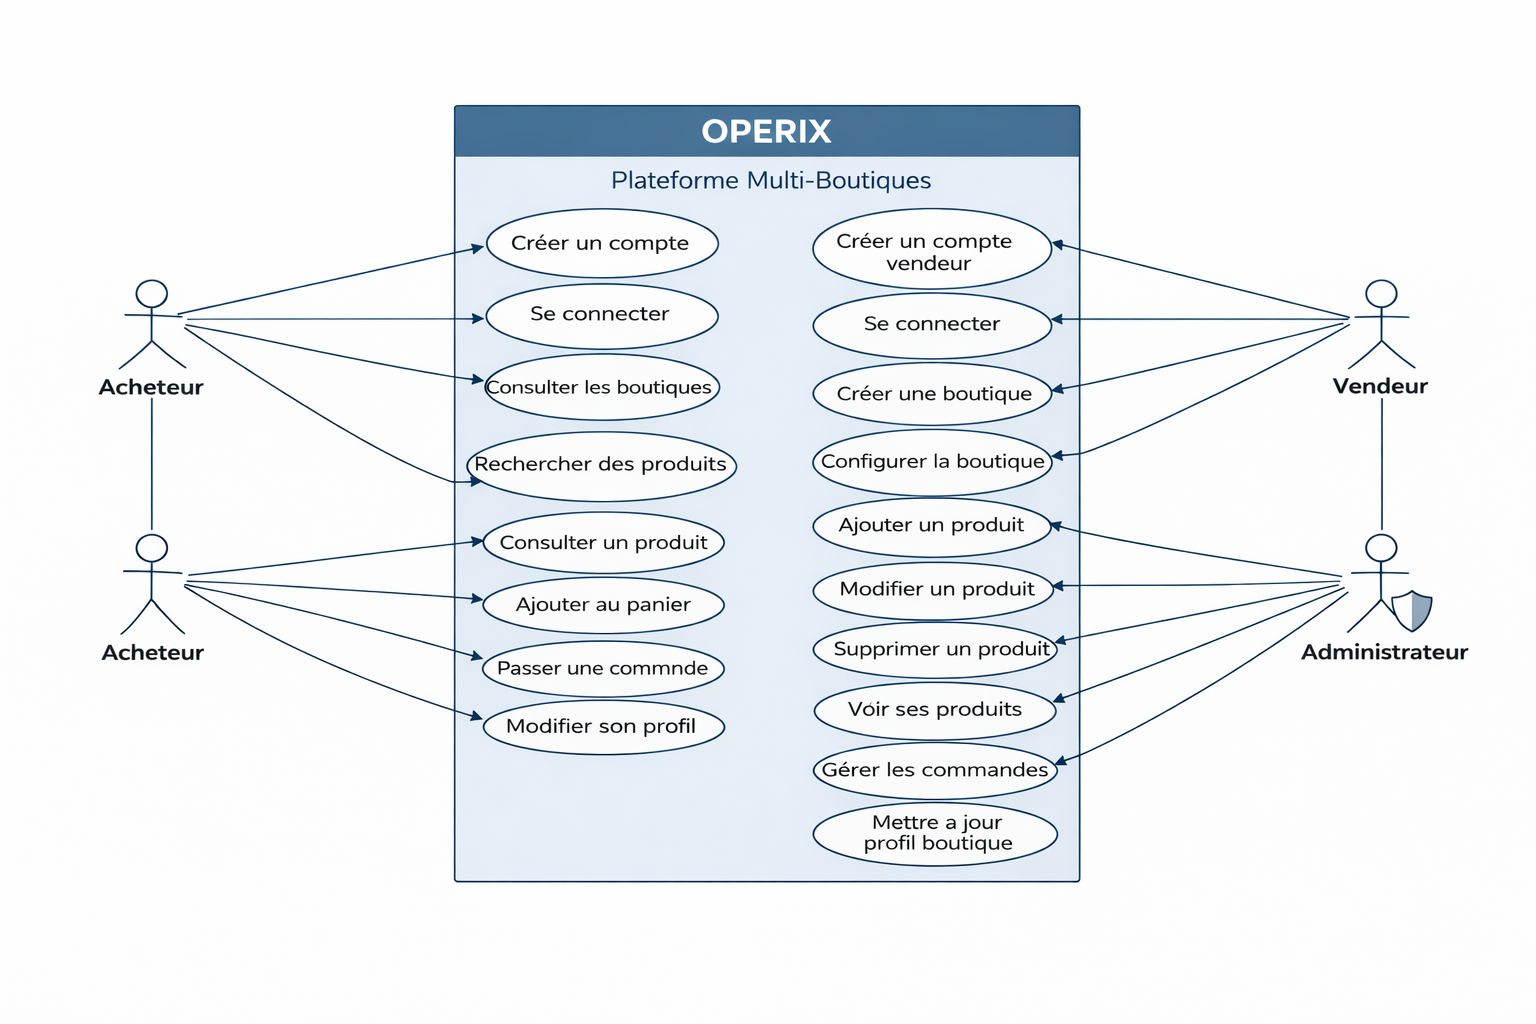 OPERIX
Plateforme Multi-Boutiques
Créer un compte
Se connecter
Consulter les boutiques
Rechercher des produits
Consulter un produit
Ajouter au panier
Passer une commnde
Modifier son profil
Créer un compte
vendeur
Se connecter
Créer une boutique
Configurer la boutique
Ajouter un produit
Modifier un produit
Supprimer un produit
Voir ses produits
Gérer les commandes
Mettre a jour
profil boutique
Acheteur
Acheteur
Vendeur
Administrateur